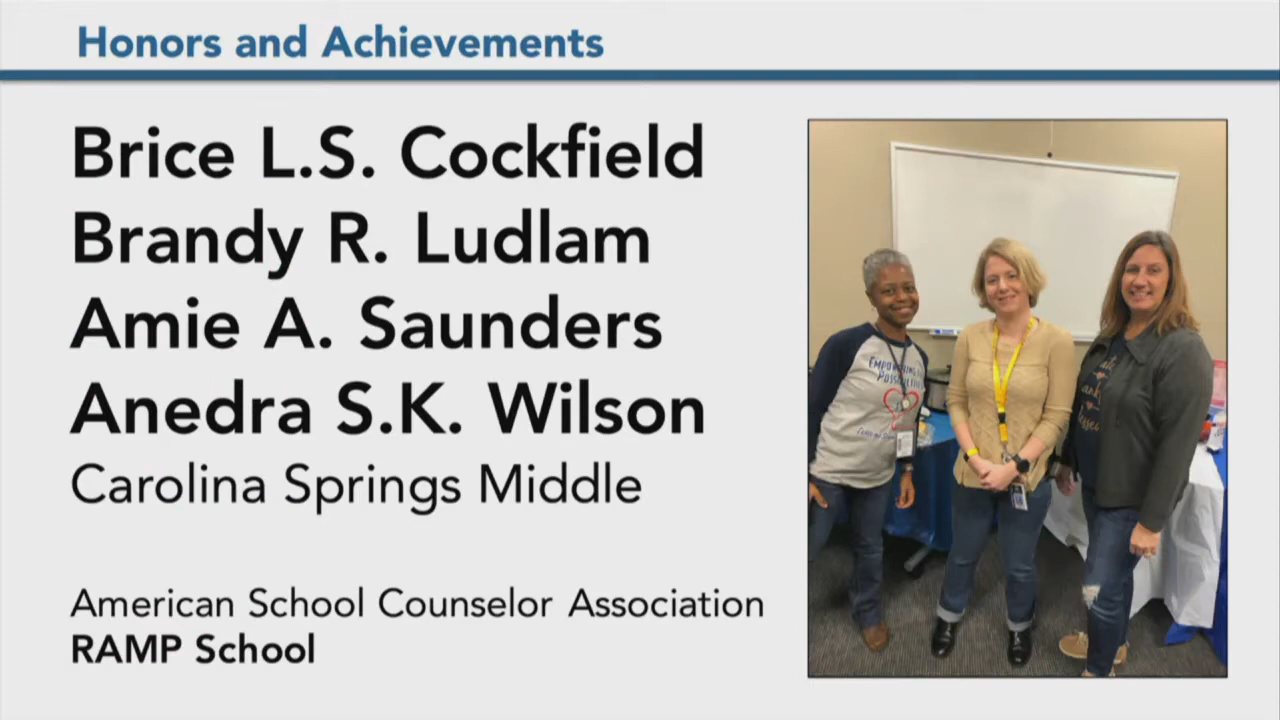 Honors and Achievements
Brice L.S. Cockfield
Brandy R. Ludlam
Amie A. Saunders
Anedra S.K. Wilson
Carolina Springs Middle
American School Counselor Association
RAMP School